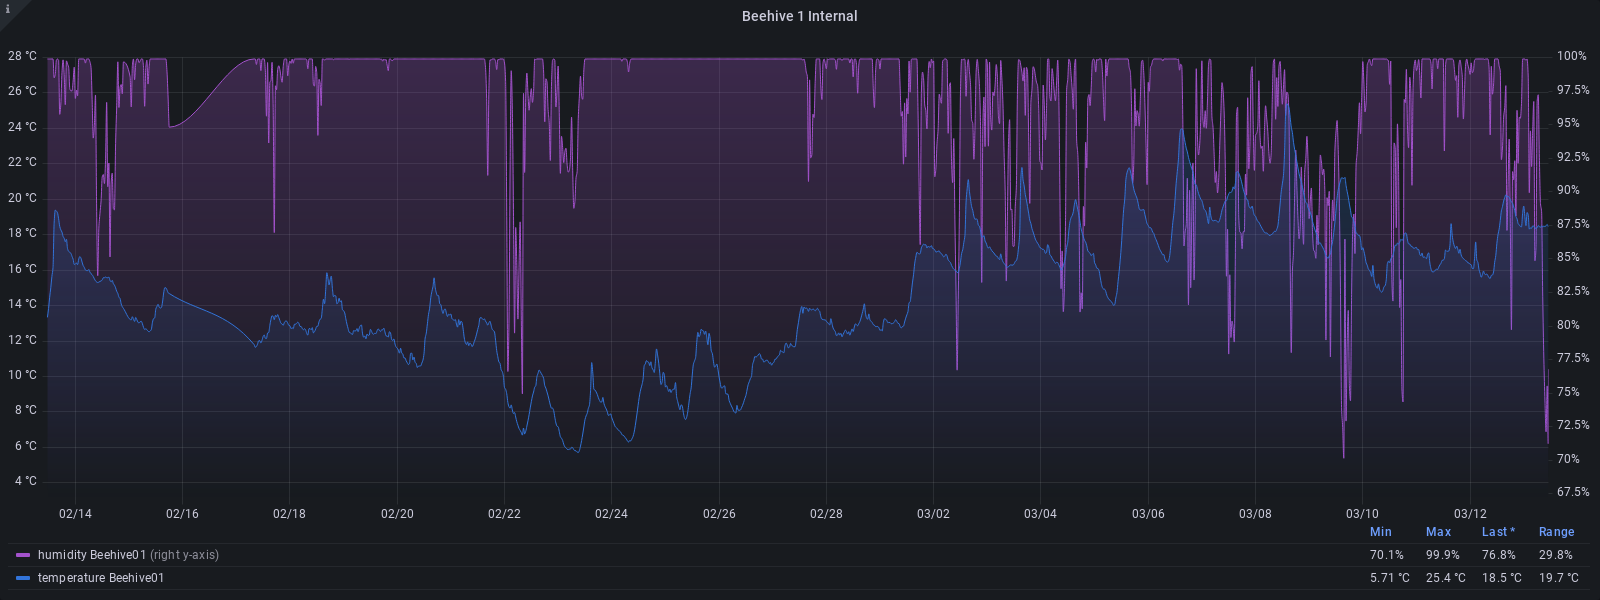 i
Beehive 1 Internal
28 °C
26 °C
24 °C
22 °C
20 °C
18 °C
16 °C
14 °C
12 °C
10 °C
8 °C
6 °C
4 °C
100%
97.5%
95%
92.5%
90%
87.5%
85%
82.5%
80%
77.5%
75%
72.5%
70%
67.5%
02/14 02/16 02/18 02/20 02/22 02/24 02/26 02/28 03/02 03/04 03/06 03/08 03/10 03/12
Min Max Last * Range
humidity Beehive01 (right y-axis) 70.1% 99.9% 76.8% 29.8%
temperature Beehive01 5.71 °C 25.4 °C 18.5 °C 19.7 °C